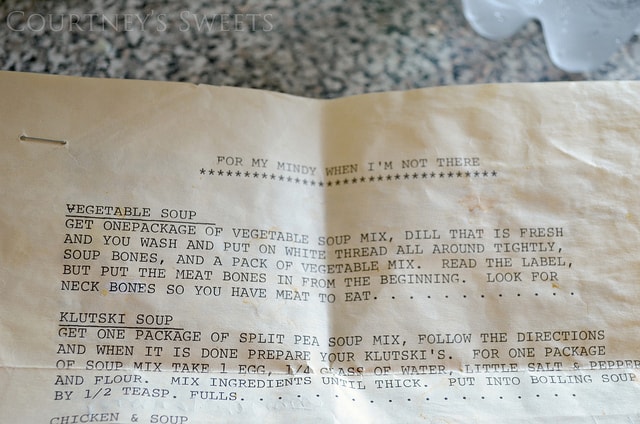 COURTNEY'S SWEETS
FOR MY MINDY WHEN I'M NOT THERE
***********************************
VEGETABLE SOUP
GET ONEPACKAGE OF VEGETABLE SOUP MIX, DILL THAT IS FRESH
AND YOU WASH AND PUT ON WHITE THREAD ALL AROUND TIGHTLY,
SOUP BONES, AND A PACK OF VEGETABLE MIX. READ THE LABEL,
BUT PUT THE MEAT BONES IN FROM THE BEGINNING. LOOK FOR
NECK BONES SO YOU HAVE MEAT TO EAT. . . . . . . . . . . . . . .
KLUTSKI SOUP
GET ONE PACKAGE OF SPLIT PEA SOUP MIX, FOLLOW THE DIRECTIONS
AND WHEN IT IS DONE PREPARE YOUR KLUTSKI'S. FOR ONE PACKAGE
OF SOUP MIX TAKE 1 EGG, 1/4 GLASS OF WATER, LITTLE SALT & PEPPER
AND FLOUR. MIX INGREDIENTS UNTIL THICK. PUT INTO BOILING SOUP
BY 1/2 TEASP. FULLS. . . . . . . . . . . . . . . . . . .
CHICKEN & SOUP